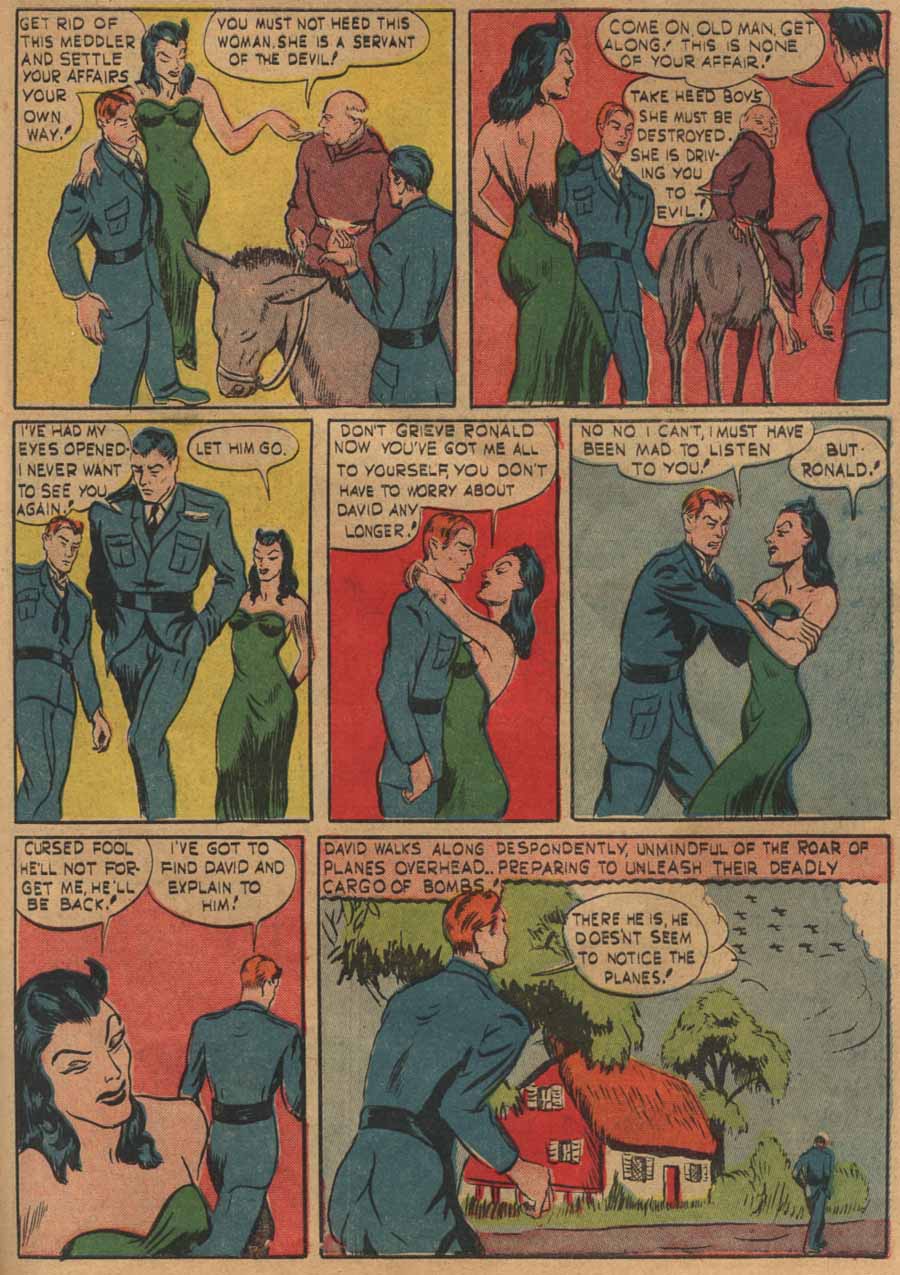 GET RID OF
THIS MEDDLER
AND SETTLE
YOUR AFFAIRS
YOUR
OWN
WAY.!
YOU MUST NOT HEED THIS
WOMAN. SHE IS A SERVANT
OF THE DEVIL!
COME ON, OLD MAN, GET
ALONG.! THIS IS NONE
OF YOUR AFFAIR.!
TAKE HEED BOYS,
SHE MUST BE
DESTROYED.
SHE IS DRIV-
ING YOU
TO
EVIL.!
I'VE HAD MY
EYES OPENED.
I NEVER WANT
TO SEE YOU
AGAIN.!
LET HIM GO.
DON'T GRIEVE RONALD
NOW YOU'VE GOT ME ALL
TO YOURSELF, YOU DON'T
HAVE TO WORRY ABOUT
DAVID ANY
LONGER.!
NO NO I CAN'T, I MUST HAVE
BEEN MAD TO LISTEN
TO YOU.!
BUT-
RONALD.!
CURSED FOOL
HE'LL NOT FOR-
GET ME, HE'LL
BE BACK.!
I'VE GOT TO
FIND DAVID AND
EXPLAIN TO
HIM.!
DAVID WALKS ALONG DESPONDENTLY, UNMINDFUL OF THE ROAR OF
PLANES OVERHEAD.. PREPARING TO UNLEASH THEIR DEADLY
CARGO OF BOMBS.!
THERE HE IS, HE
DOES'NT SEEM
TO NOTICE THE
PLANES.!